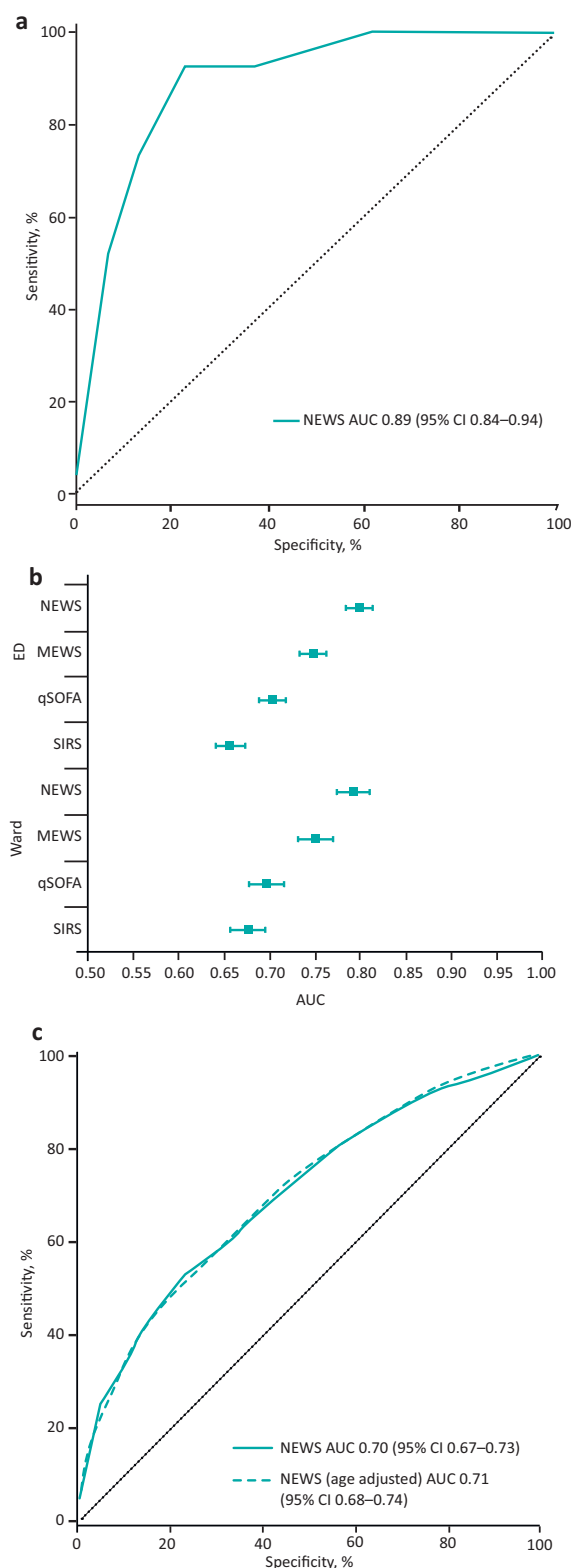 a
100
80
60
40
20
0
Sensitivity, %
NEWS AUC 0.89 (95% CI 0.84–0.94)
0 20 40 60 80 100
Specificity, %
b
ED
NEWS
MEWS
qSOFA
SIRS
Ward
NEWS
MEWS
qSOFA
SIRS
0.50 0.55 0.60 0.65 0.70 0.75 0.80 0.85 0.90 0.95 1.00
AUC
c
100
80
60
40
20
0
Sensitivity, %
NEWS AUC 0.70 (95% CI 0.67–0.73)
NEWS (age adjusted) AUC 0.71
(95% CI 0.68–0.74)
0 20 40 60 80 100
Specificity, %